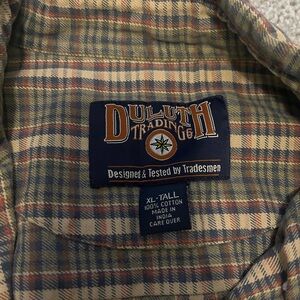 DULUTH
TRADING Co
Designed & Tested by Tradesmen
XL-TALL
100% COTTON
MADE IN
INDIA
CARE OVER